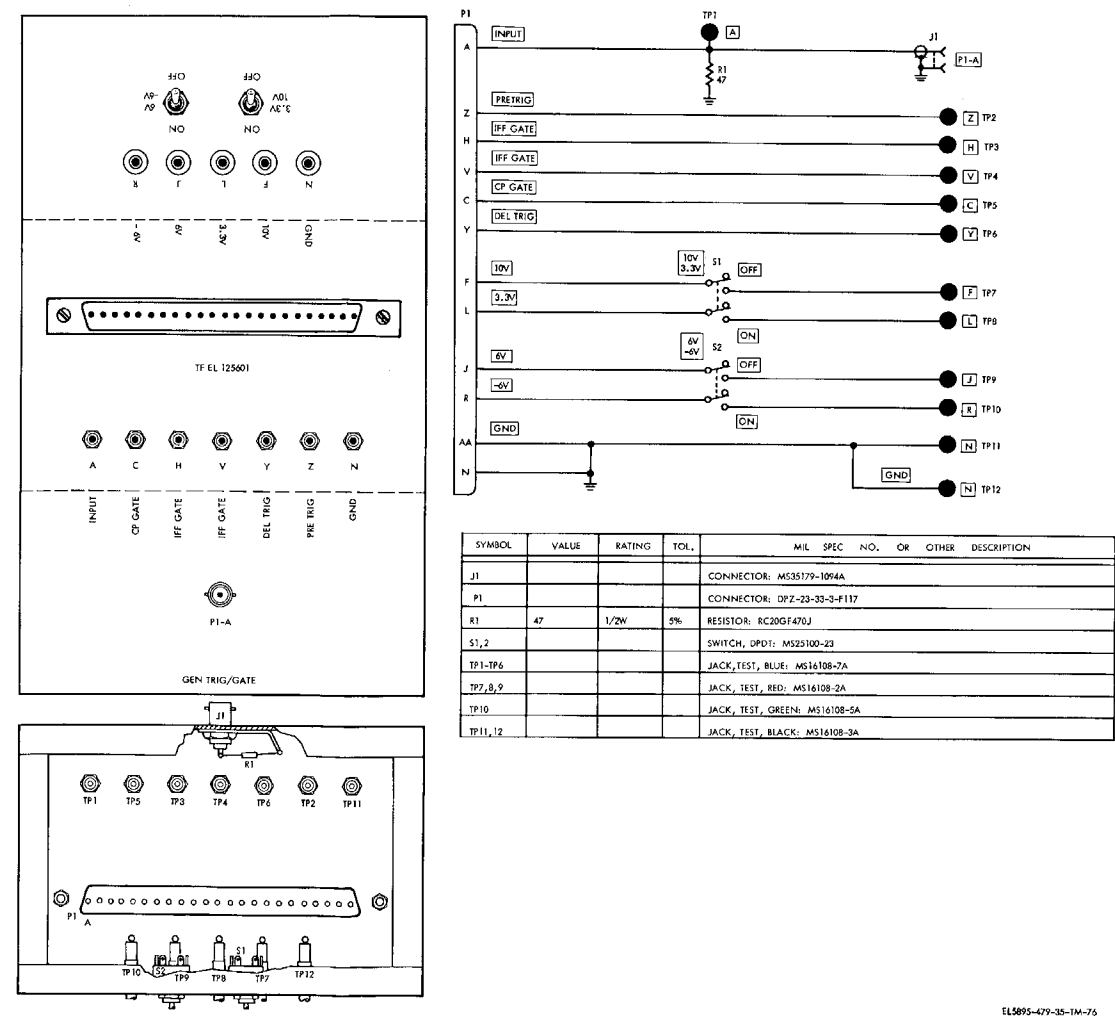 OFF OFF
-6V 6V
10V 3.3V
ON ON
R J L F N
-6V 6V 3.3V 10V GND
TF EL 125601
A C H V Y Z N
INPUT CP GATE IFF GATE IFF GATE DEL TRIG PRE TRIG GND
P1-A
GEN TRIG/GATE
J1
R1
TP1 TP5 TP3 TP4 TP6 TP2 TP11
P1 A
S1
TP10 S2 TP9 TP8 TP7 TP12
P1
TP1
A INPUT A J1
P1-A
R1
47
Z PRETRIG Z TP2
H IFF GATE H TP3
V IFF GATE V TP4
C CP GATE C TP5
Y DEL TRIG Y TP6
10V
3.3V
S1 OFF
F 10V F TP7
L 3.3V L TP8
ON
6V
-6V
S2 OFF
J 6V J TP9
R -6V R TP10
ON
AA GND N TP11
N GND N TP12
SYMBOL VALUE RATING TOL. MIL SPEC NO. OR OTHER DESCRIPTION
J1 CONNECTOR: MS35179-1094A
P1 CONNECTOR: DPZ-23-33-3-F117
R1 47 1/2W 5% RESISTOR: RC20GF470J
S1,2 SWITCH, DPDT: MS25100-23
TP1-TP6 JACK,TEST, BLUE: MS16108-7A
TP7,8,9 JACK, TEST, RED: MS16108-2A
TP10 JACK, TEST, GREEN: MS16108-5A
TP11,12 JACK, TEST, BLACK: MS16108-3A
EL5895-479-35-TM-76